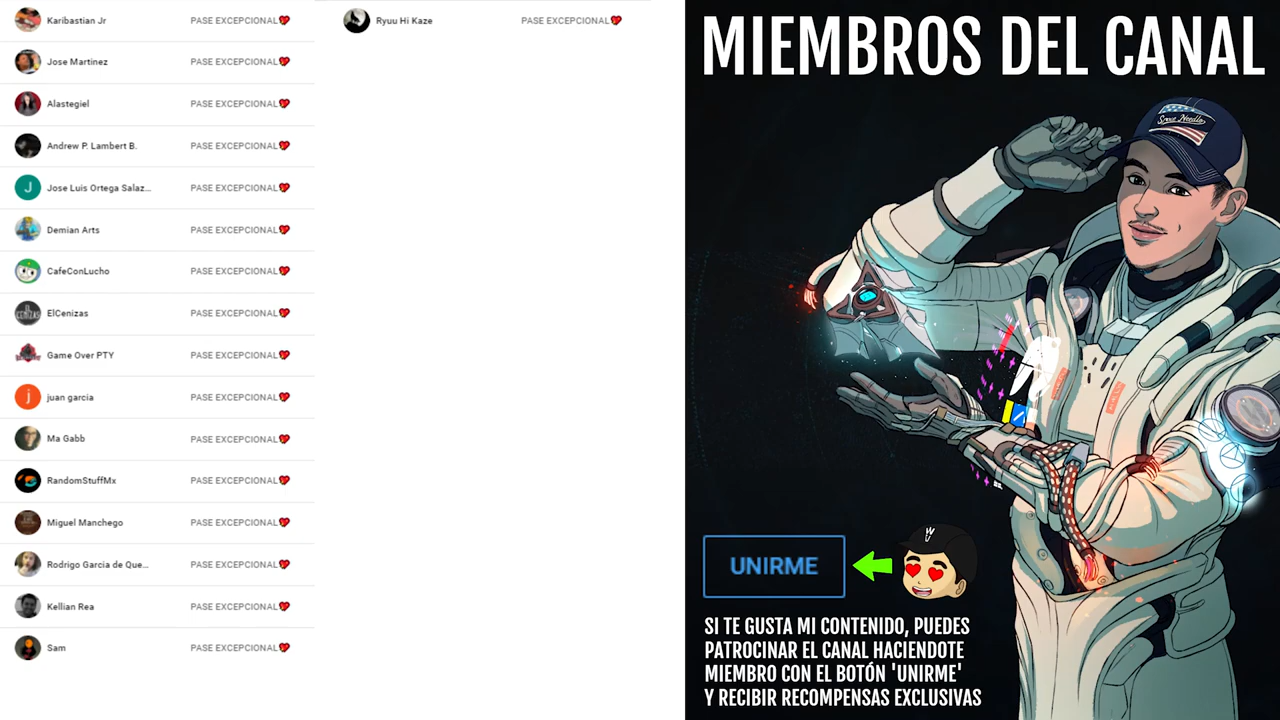 Karibastian Jr PASE EXCEPCIONAL
Jose Martinez PASE EXCEPCIONAL
Alastegiel PASE EXCEPCIONAL
Andrew P. Lambert B. PASE EXCEPCIONAL
J Jose Luis Ortega Salaz... PASE EXCEPCIONAL
Demian Arts PASE EXCEPCIONAL
CafeConLucho PASE EXCEPCIONAL
ElCenizas PASE EXCEPCIONAL
Game Over PTY PASE EXCEPCIONAL
j juan garcia PASE EXCEPCIONAL
Ma Gabb PASE EXCEPCIONAL
RandomStuffMx PASE EXCEPCIONAL
Miguel Manchego PASE EXCEPCIONAL
Rodrigo Garcia de Que... PASE EXCEPCIONAL
Kellian Rea PASE EXCEPCIONAL
Sam PASE EXCEPCIONAL
Ryuu Hi Kaze PASE EXCEPCIONAL
MIEMBROS DEL CANAL
Space Needle
UNIRME
SI TE GUSTA MI CONTENIDO, PUEDES
PATROCINAR EL CANAL HACIENDOTE
MIEMBRO CON EL BOTÓN 'UNIRME'
Y RECIBIR RECOMPENSAS EXCLUSIVAS